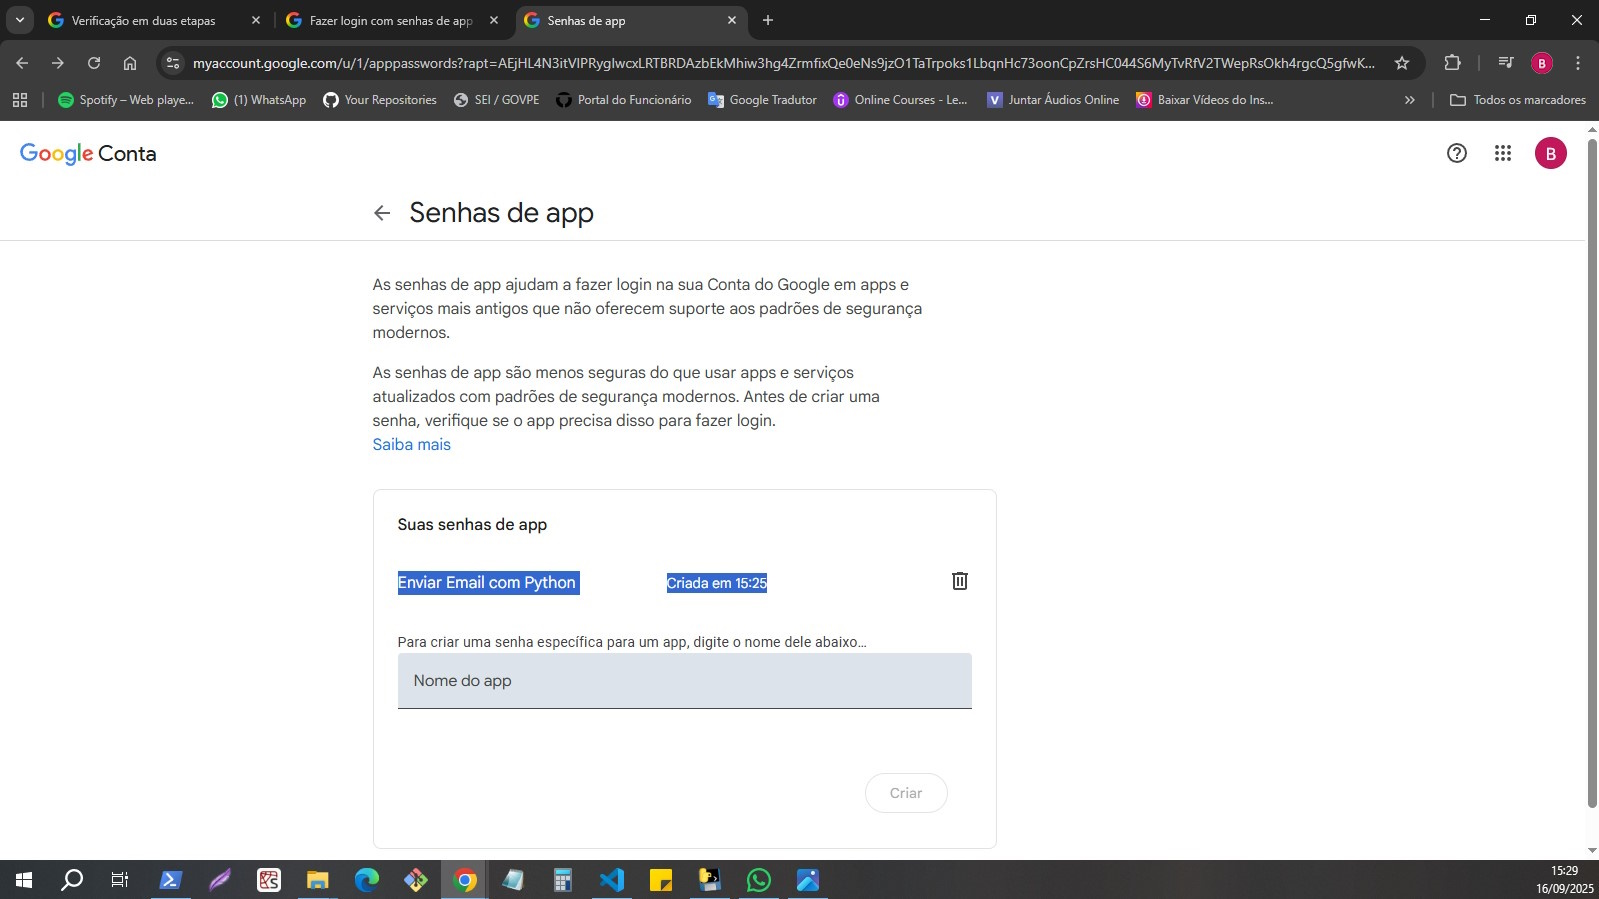 Verificação em duas etapas
Fazer login com senhas de app
Senhas de app
myaccount.google.com/u/1/apppasswords?rapt=AEjHL4N3itVIPRyglwcxLRTBRDAzbEkMhiw3hg4ZrmfixQe0eNs9jzO1TaTrpoks1LbqnHc73oonCpZrsHC044S6MyTvRfV2TWepRsOkh4rgcQ5gfwK...
B
Spotify – Web playe...
(1) WhatsApp
Your Repositories
SEI / GOVPE
Portal do Funcionário
Google Tradutor
Online Courses - Le...
V
Juntar Áudios Online
Baixar Vídeos do Ins...
Todos os marcadores
Google Conta
B
Senhas de app
As senhas de app ajudam a fazer login na sua Conta do Google em apps e
serviços mais antigos que não oferecem suporte aos padrões de segurança
modernos.
As senhas de app são menos seguras do que usar apps e serviços
atualizados com padrões de segurança modernos. Antes de criar uma
senha, verifique se o app precisa disso para fazer login.
Saiba mais
Suas senhas de app
Enviar Email com Python
Criada em 15:25
Para criar uma senha específica para um app, digite o nome dele abaixo...
Nome do app
Criar
15:29
16/09/2025